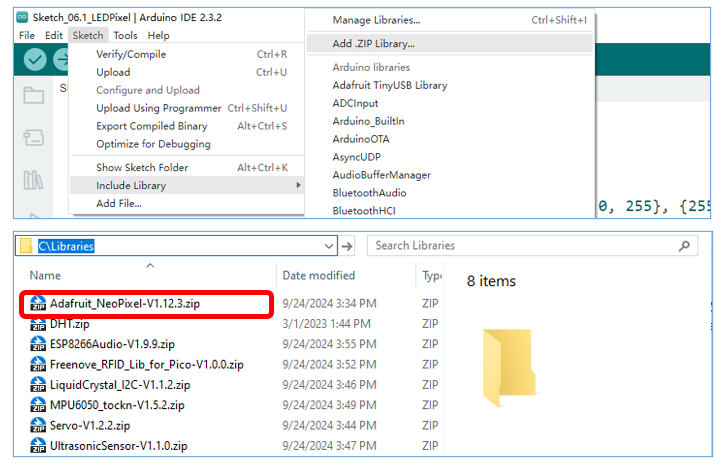 Sketch_06.1_LEDPixel | Arduino IDE 2.3.2
File Edit Sketch Tools Help
Verify/Compile Ctrl+R
Upload Ctrl+U
Configure and Upload
Upload Using Programmer Ctrl+Shift+U
Export Compiled Binary Alt+Ctrl+S
Optimize for Debugging
Show Sketch Folder Alt+Ctrl+K
Include Library
Add File...
Manage Libraries... Ctrl+Shift+I
Add .ZIP Library...
Arduino libraries
Adafruit TinyUSB Library
ADCInput
Arduino_BuiltIn
ArduinoOTA
AsyncUDP
AudioBufferManager
BluetoothAudio
BluetoothHCI
0, 255}, {255
C\Libraries Search Libraries
Name Date modified Type
Adafruit_NeoPixel-V1.12.3.zip 9/24/2024 3:34 PM ZIP
DHT.zip 3/1/2023 1:44 PM ZIP
ESP8266Audio-V1.9.9.zip 9/24/2024 3:55 PM ZIP
Freenove_RFID_Lib_for_Pico-V1.0.0.zip 9/24/2024 3:52 PM ZIP
LiquidCrystal_I2C-V1.1.2.zip 9/24/2024 3:46 PM ZIP
MPU6050_tockn-V1.5.2.zip 9/24/2024 3:49 PM ZIP
Servo-V1.2.2.zip 9/24/2024 3:44 PM ZIP
UltrasonicSensor-V1.1.0.zip 9/24/2024 3:47 PM ZIP
8 items